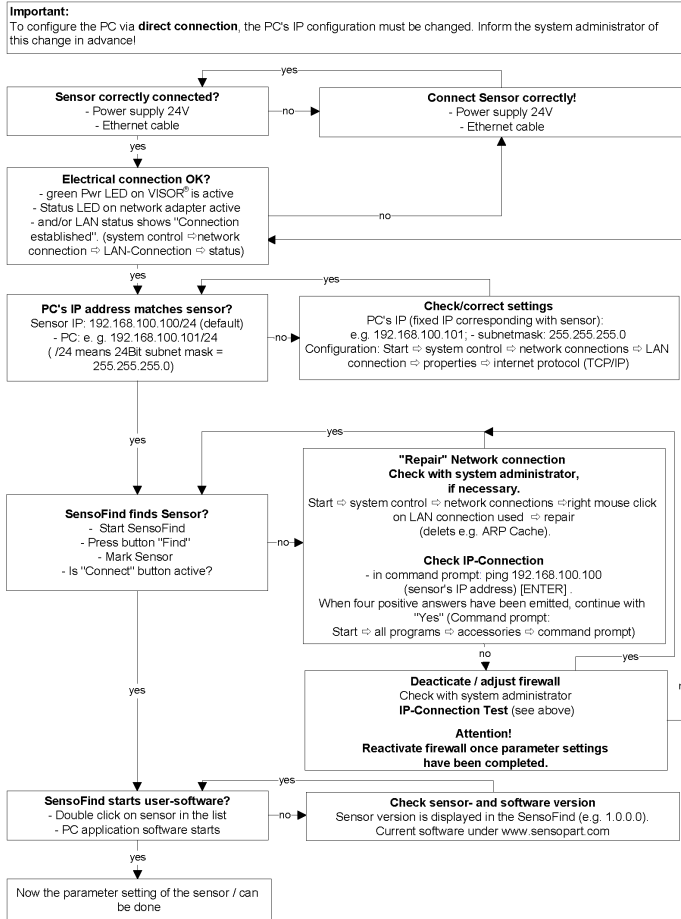 Important:
To configure the PC via direct connection, the PC's IP configuration must be changed. Inform the system administrator of
this change in advance!
yes
Sensor correctly connected?
- Power supply 24V
- Ethernet cable
no
Connect Sensor correctly!
- Power supply 24V
- Ethernet cable
yes
Electrical connection OK?
- green Pwr LED on VISOR® is active
- Status LED on network adapter active
- and/or LAN status shows "Connection
established". (system control ⇨network
connection ⇨ LAN-Connection ⇨ status)
no
yes
yes
PC's IP address matches sensor?
Sensor IP: 192.168.100.100/24 (default)
- PC: e. g. 192.168.100.101/24
( /24 means 24Bit subnet mask =
255.255.255.0)
no
Check/correct settings
PC's IP (fixed IP corresponding with sensor):
e.g. 192.168.100.101; - subnetmask: 255.255.255.0
Configuration: Start ⇨ system control ⇨ network connections ⇨ LAN
connection ⇨ properties ⇨ internet protocol (TCP/IP)
yes
yes
SensoFind finds Sensor?
- Start SensoFind
- Press button "Find"
- Mark Sensor
- Is "Connect" button active?
no
"Repair" Network connection
Check with system administrator,
if necessary.
Start ⇨ system control ⇨ network connections ⇨right mouse click
on LAN connection used ⇨ repair
(delets e.g. ARP Cache).
Check IP-Connection
- in command prompt: ping 192.168.100.100
(sensor's IP address) [ENTER] .
When four positive answers have been emitted, continue with
"Yes" (Command prompt:
Start ⇨ all programs ⇨ accessories ⇨ command prompt)
no
yes
Deacticate / adjust firewall
Check with system administrator
IP-Connection Test (see above)
Attention!
Reactivate firewall once parameter settings
have been completed.
yes
yes
SensoFind starts user-software?
- Double click on sensor in the list
- PC application software starts
no
Check sensor- and software version
Sensor version is displayed in the SensoFind (e.g. 1.0.0.0).
Current software under www.sensopart.com
yes
Now the parameter setting of the sensor / can
be done